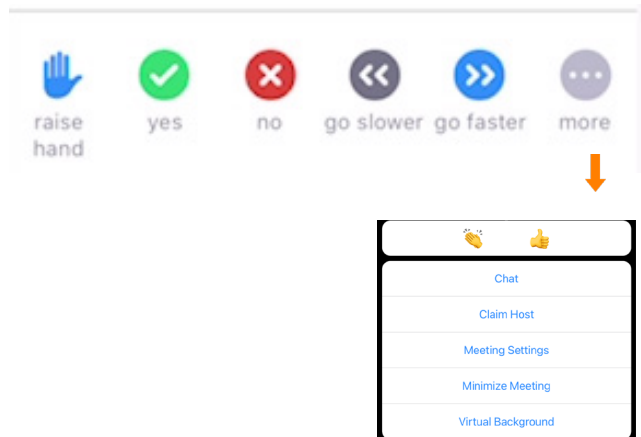 raise hand
yes
no
go slower
go faster
more
Chat
Claim Host
Meeting Settings
Minimize Meeting
Virtual Background